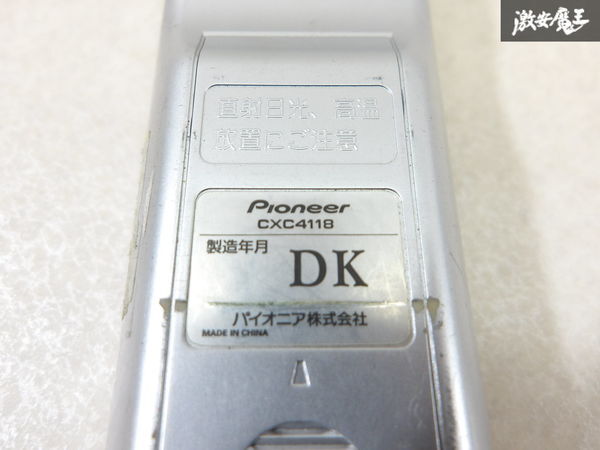 激安魔王
直射日光、高温
放置にご注意
Pioneer
CXC4118
製造年月
DK
パイオニア株式会社
MADE IN CHINA